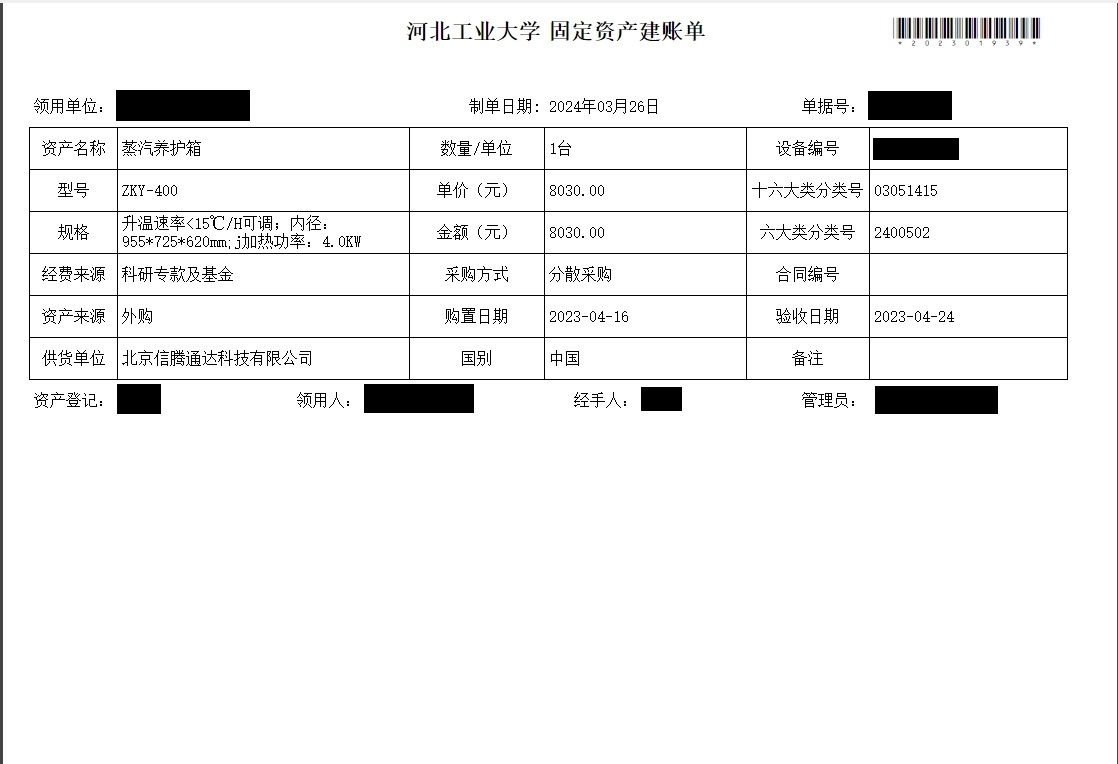 河北工业大学 固定资产建账单
*20230193９*
领用单位： 制单日期: 2024年03月26日 单据号：
资产名称 蒸汽养护箱 数量/单位 1台 设备编号
型号 ZKY-400 单价（元） 8030.00 十六大类分类号 03051415
规格 升温速率<15℃/H可调；内径：
955*725*620mm;j加热功率：4.0KW 金额（元） 8030.00 六大类分类号 2400502
经费来源 科研专款及基金 采购方式 分散采购 合同编号
资产来源 外购 购置日期 2023-04-16 验收日期 2023-04-24
供货单位 北京信腾通达科技有限公司 国别 中国 备注
资产登记： 领用人： 经手人： 管理员：